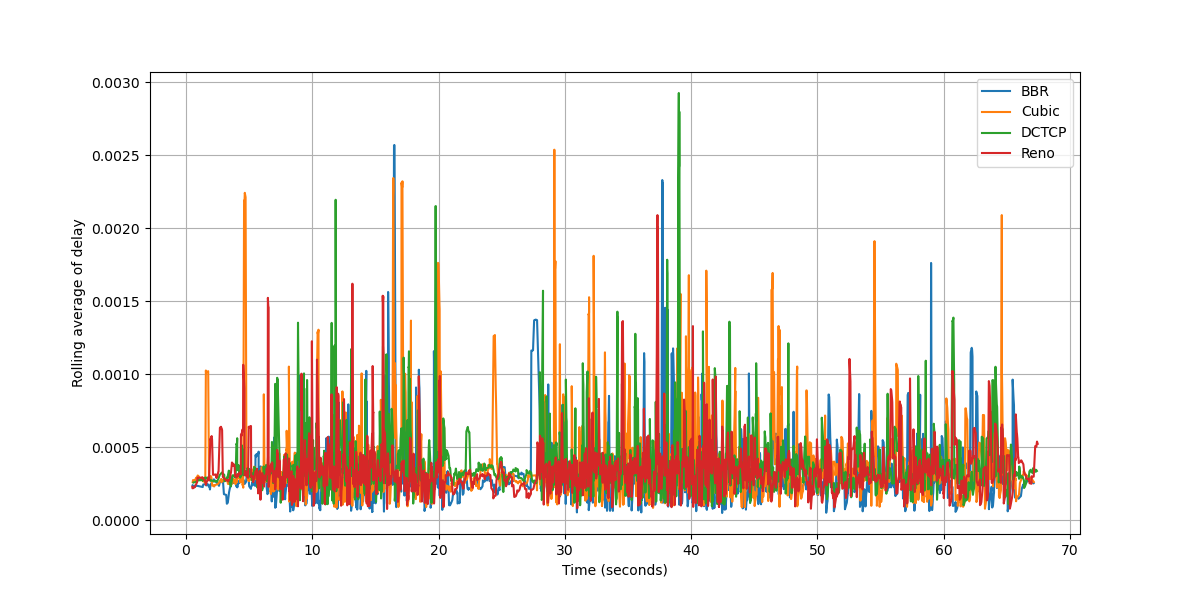 0.0030
0.0025
0.0020
0.0015
0.0010
0.0005
0.0000
Rolling average of delay
0 10 20 30 40 50 60 70
Time (seconds)
BBR
Cubic
DCTCP
Reno